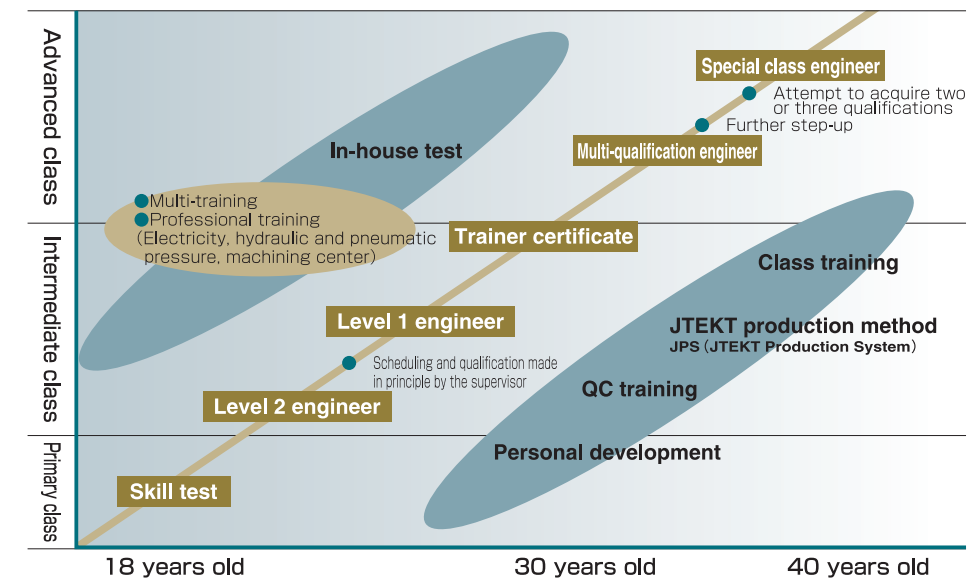 Advanced class
Intermediate class
Primary class
Special class engineer
Attempt to acquire two
or three qualifications
Further step-up
Multi-qualification engineer
In-house test
Multi-training
Professional training
(Electricity, hydraulic and pneumatic
pressure, machining center)
Trainer certificate
Class training
Level 1 engineer
JTEKT production method
JPS (JTEKT Production System)
Scheduling and qualification made
in principle by the supervisor
QC training
Level 2 engineer
Personal development
Skill test
18 years old
30 years old
40 years old